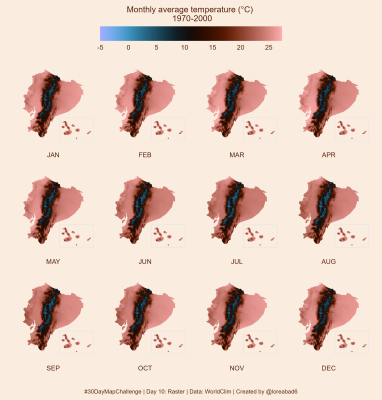 Monthly average temperature (°C)
1970-2000
-5 0 5 10 15 20 25
JAN FEB MAR APR
MAY JUN JUL AUG
SEP OCT NOV DEC
#30DayMapChallenge | Day 10: Raster | Data: WorldClim | Created by @loreabad6